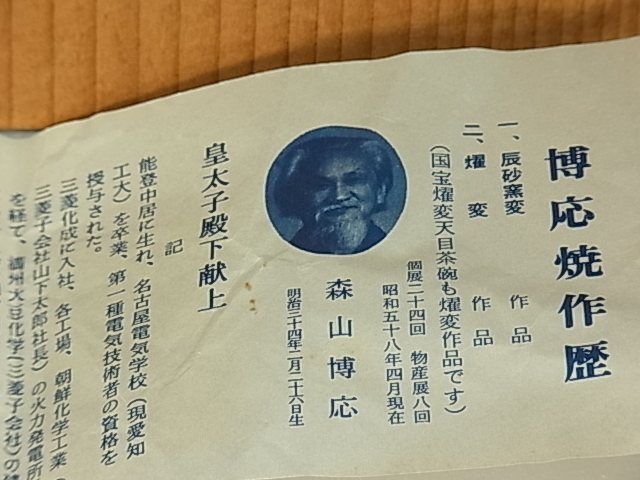 博応焼作歴
一、辰砂窯変 作品
二、燿変 作品
(国宝燿変天目茶碗も燿変作品です)
個展二十四回 物産展八回
昭和五十八年四月現在
森山博応
明治三十四年二月二十六日生
皇太子殿下献上
記
能登中居に生れ、名古屋電気学校(現愛知
工大)を卒業、第一種電気技術者の資格を
授与された。
三菱化成に入社、各工場、朝鮮化学工業(
三菱子会社山下太郎社長)の火力発電所
を経て、満州大豆化学(三菱子会社)の